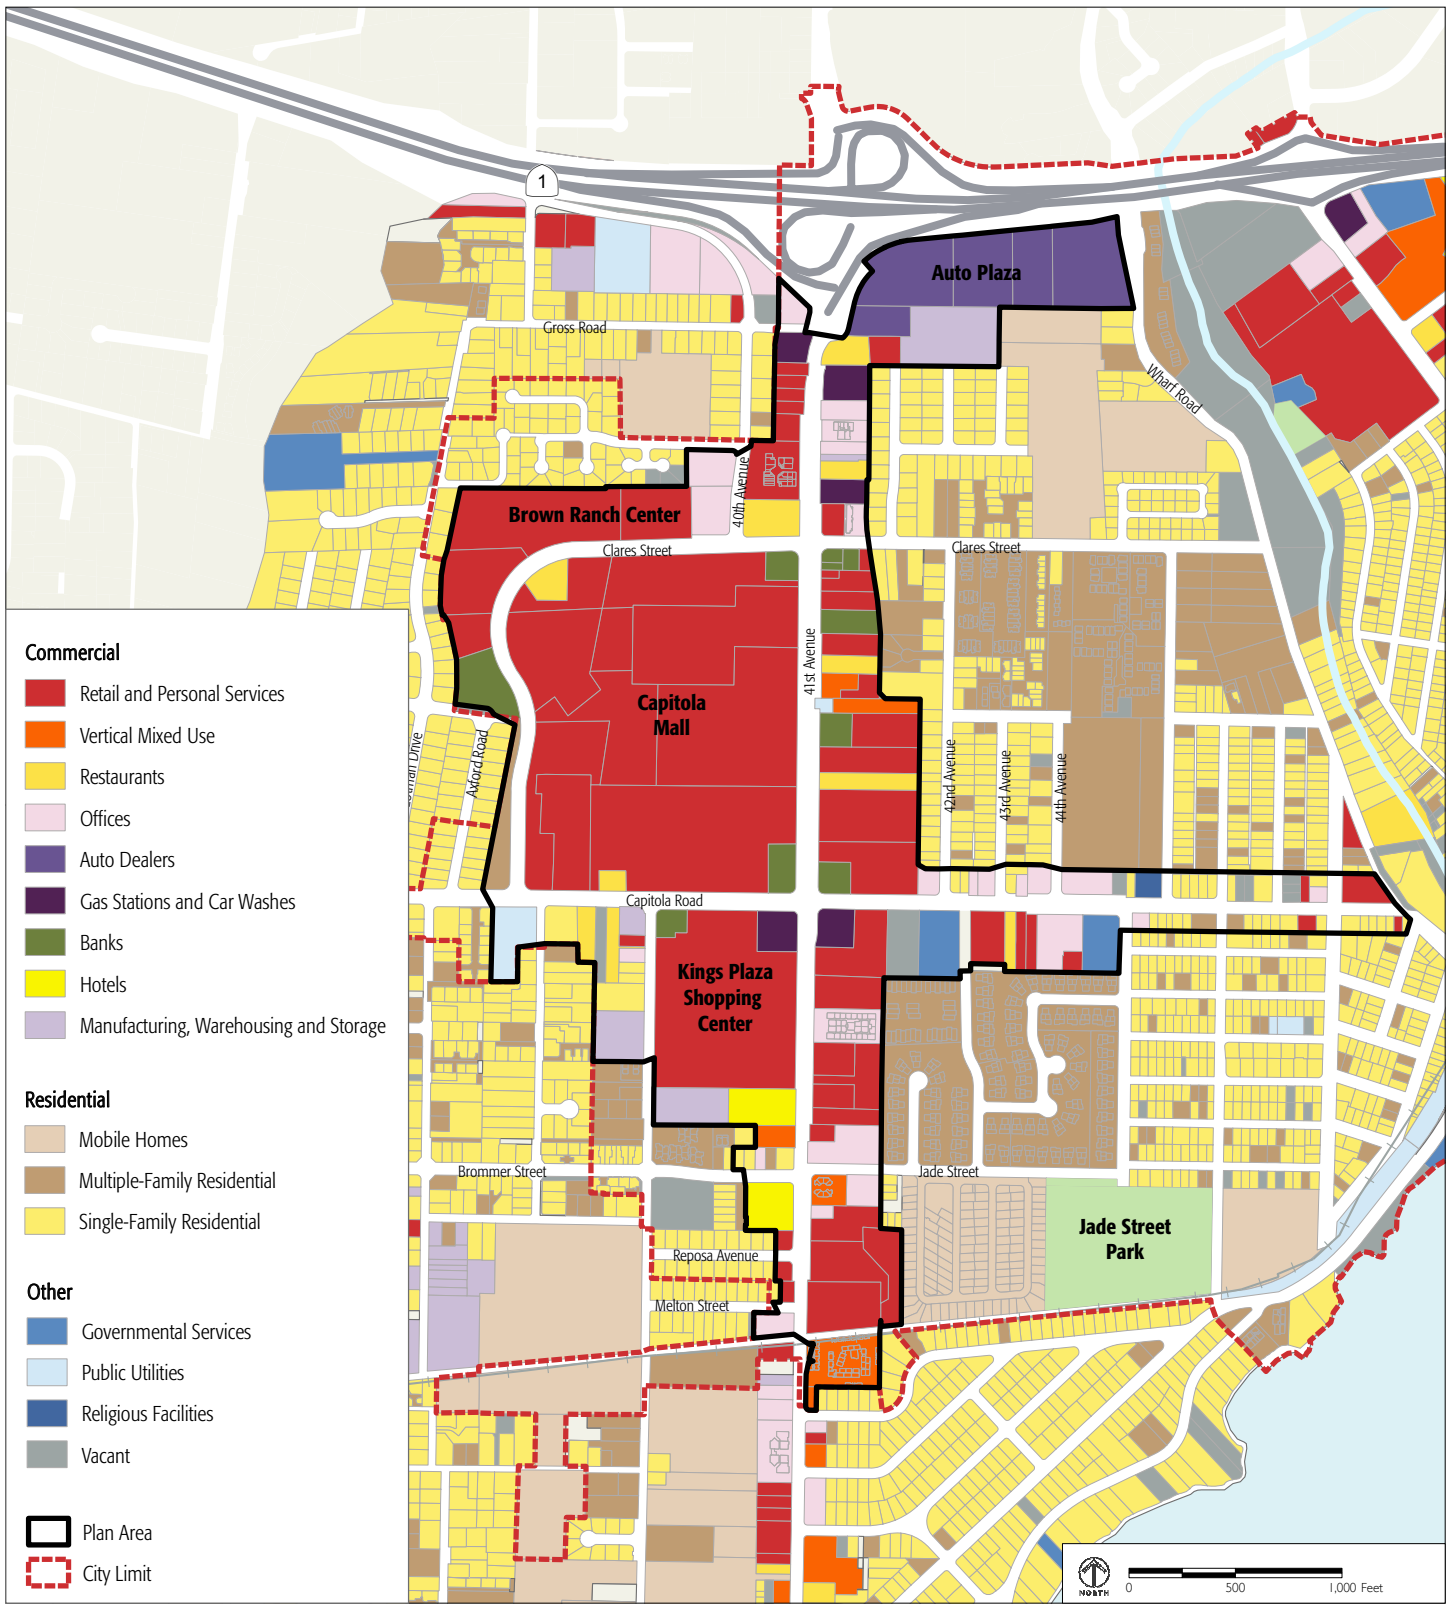 1
Auto Plaza
Gross Road
Wharf Road
40th Avenue
Brown Ranch Center
Clares Street
Clares Street
41st Avenue
Capitola
Mall
Axford Road
Drive
42nd Avenue
43rd Avenue
44th Avenue
Capitola Road
Kings Plaza
Shopping
Center
Brommer Street
Jade Street
Jade Street
Park
Reposa Avenue
Melton Street
Commercial
Retail and Personal Services
Vertical Mixed Use
Restaurants
Offices
Auto Dealers
Gas Stations and Car Washes
Banks
Hotels
Manufacturing, Warehousing and Storage
Residential
Mobile Homes
Multiple-Family Residential
Single-Family Residential
Other
Governmental Services
Public Utilities
Religious Facilities
Vacant
Plan Area
City Limit
NORTH
0 500 1,000 Feet